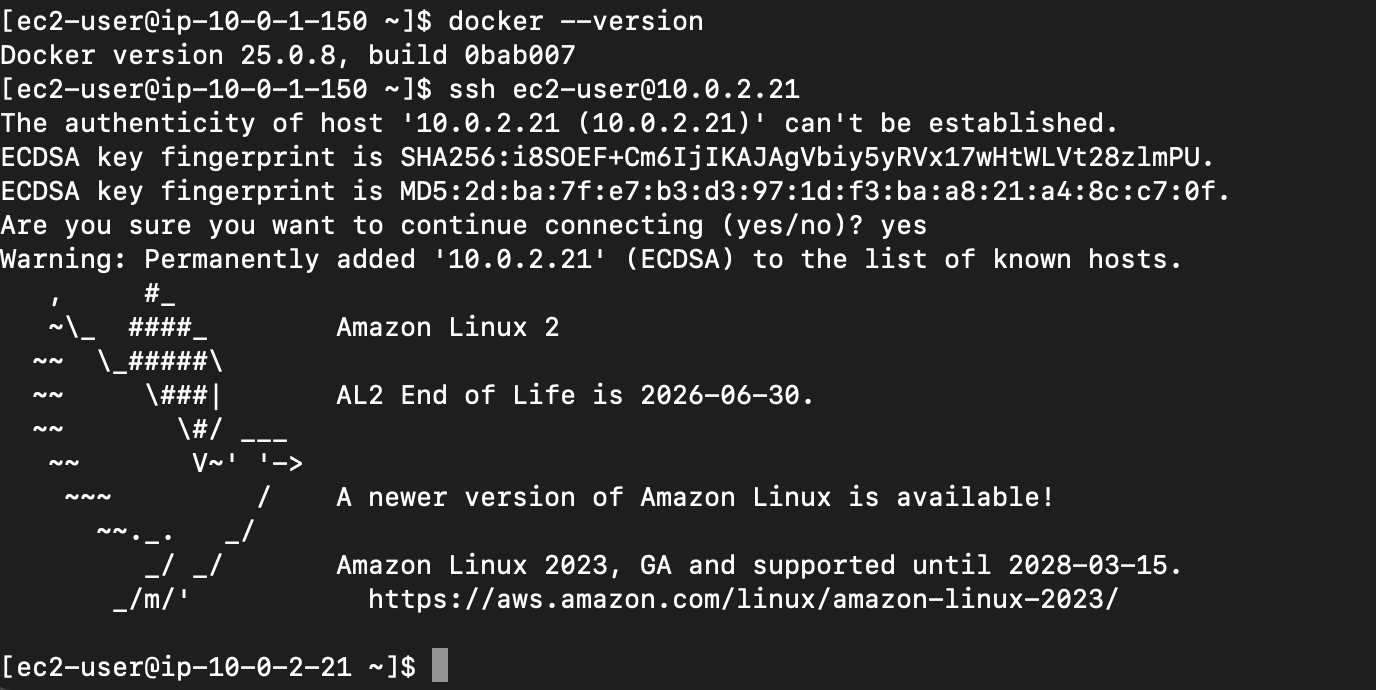 [ec2-user@ip-10-0-1-150 ~]$ docker --version
Docker version 25.0.8, build 0bab007
[ec2-user@ip-10-0-1-150 ~]$ ssh ec2-user@10.0.2.21
The authenticity of host '10.0.2.21 (10.0.2.21)' can't be established.
ECDSA key fingerprint is SHA256:i8SOEF+Cm6IjIKAJAgVbiy5yRVx17wHtWLVt28zlmPU.
ECDSA key fingerprint is MD5:2d:ba:7f:e7:b3:d3:97:1d:f3:ba:a8:21:a4:8c:c7:0f.
Are you sure you want to continue connecting (yes/no)? yes
Warning: Permanently added '10.0.2.21' (ECDSA) to the list of known hosts.
   ,     #_
   ~\_  ####_        Amazon Linux 2
  ~~  \_#####\
  ~~     \###|       AL2 End of Life is 2026-06-30.
  ~~       \#/ ___
   ~~       V~' '->
    ~~~         /    A newer version of Amazon Linux is available!
      ~~._.   _/
         _/ _/       Amazon Linux 2023, GA and supported until 2028-03-15.
       _/m/'           https://aws.amazon.com/linux/amazon-linux-2023/
[ec2-user@ip-10-0-2-21 ~]$